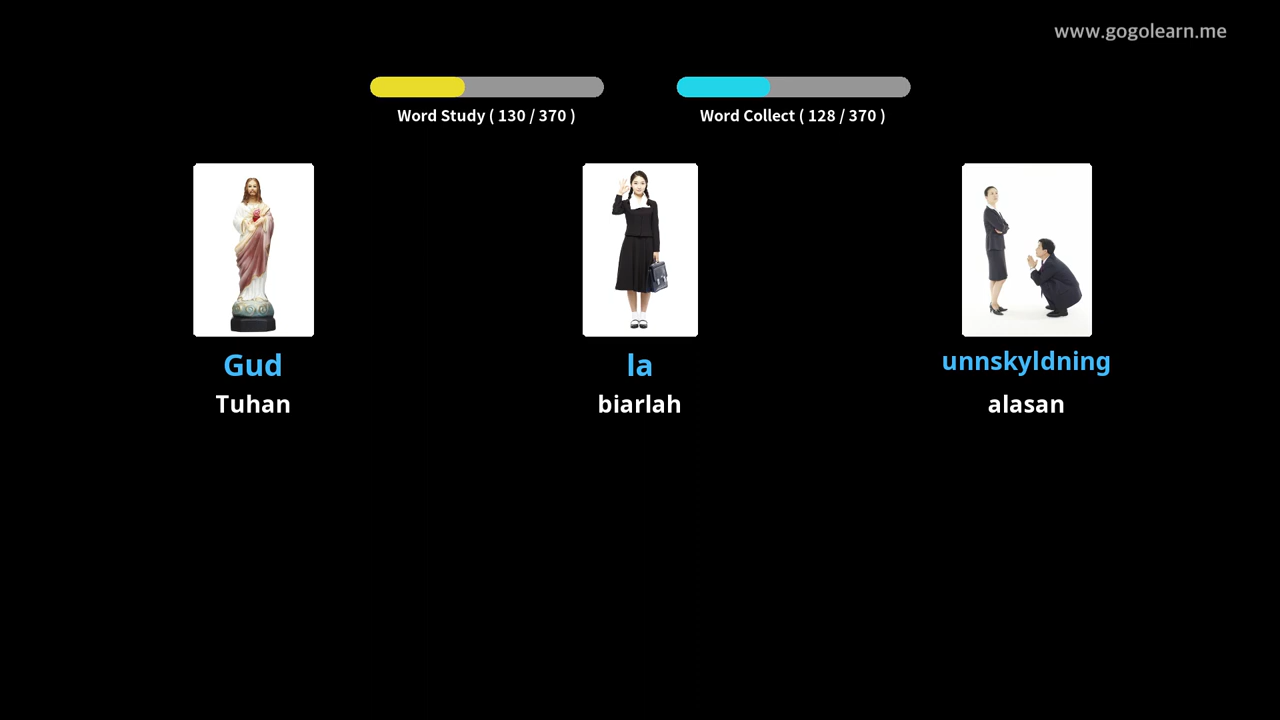 www.gogolearn.me
Word Study ( 130 / 370 )
Word Collect ( 128 / 370 )
Gud
la
unnskyldning
Tuhan
biarlah
alasan